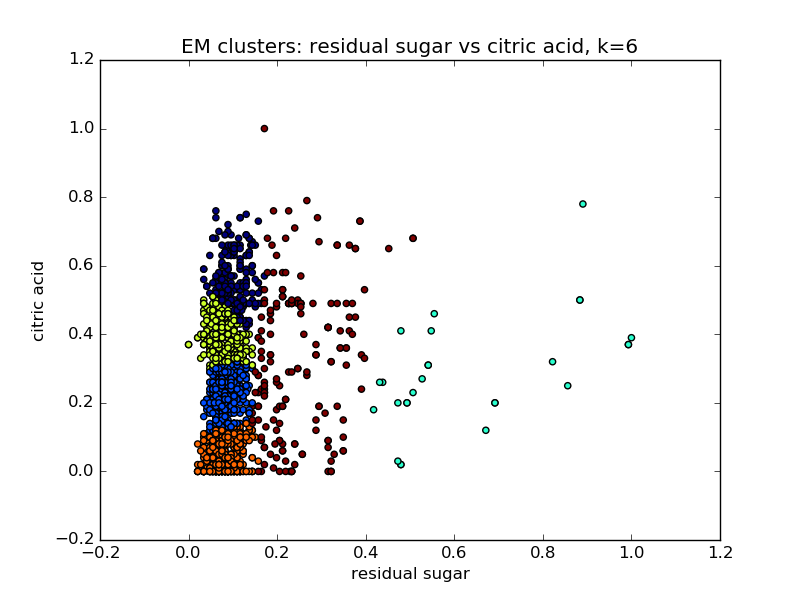 EM clusters: residual sugar vs citric acid, k=6
1.2
1.0
0.8
0.6
0.4
0.2
0.0
−0.2
citric acid
−0.2 0.0 0.2 0.4 0.6 0.8 1.0 1.2
residual sugar